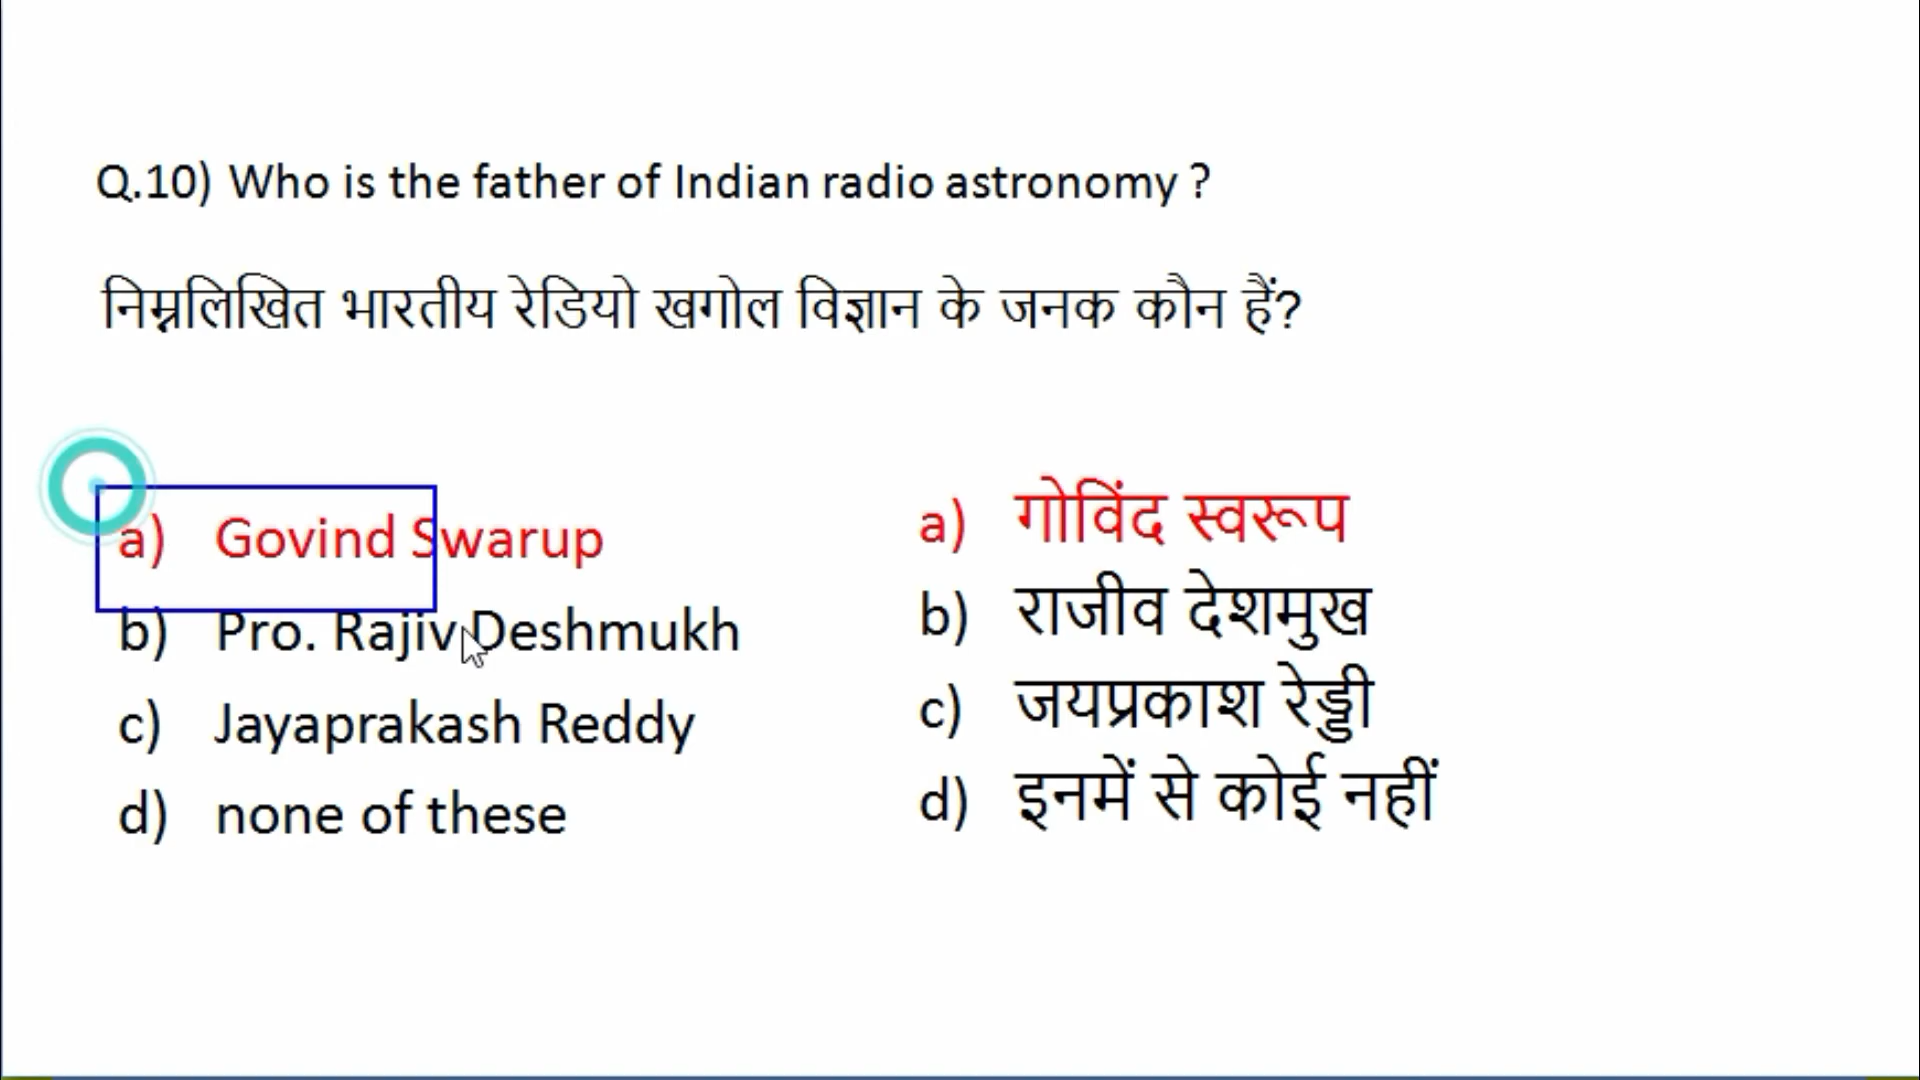 Q.10) Who is the father of Indian radio astronomy ?
निम्नलिखित भारतीय रेडियो खगोल विज्ञान के जनक कौन हैं?
a) Govind Swarup
b) Pro. Rajiv Deshmukh
c) Jayaprakash Reddy
d) none of these
a) गोविंद स्वरूप
b) राजीव देशमुख
c) जयप्रकाश रेड्डी
d) इनमें से कोई नहीं